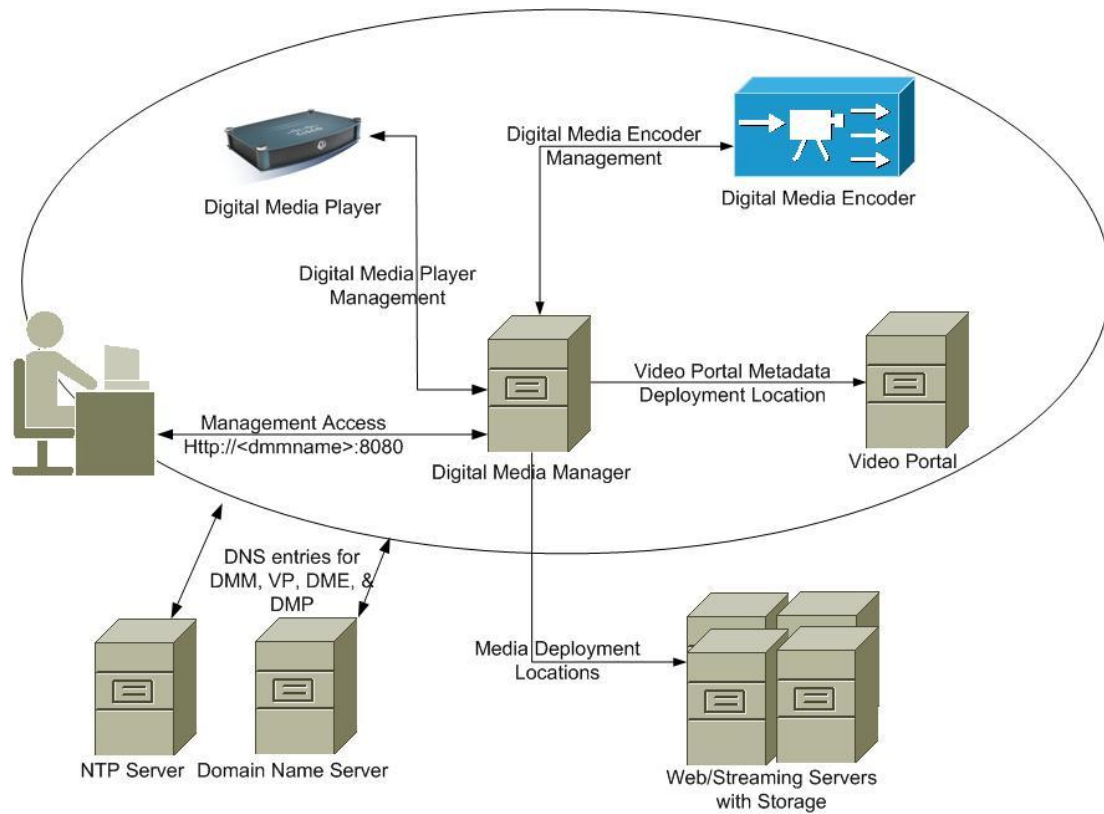 Digital Media Encoder
Management
Digital Media Player
Digital Media Encoder
Digital Media Player
Management
Video Portal Metadata
Deployment Location
Management Access
Http://<dmmname>:8080
Digital Media Manager
Video Portal
DNS entries for
DMM, VP, DME, &
DMP
Media Deployment
Locations
NTP Server
Domain Name Server
Web/Streaming Servers
with Storage